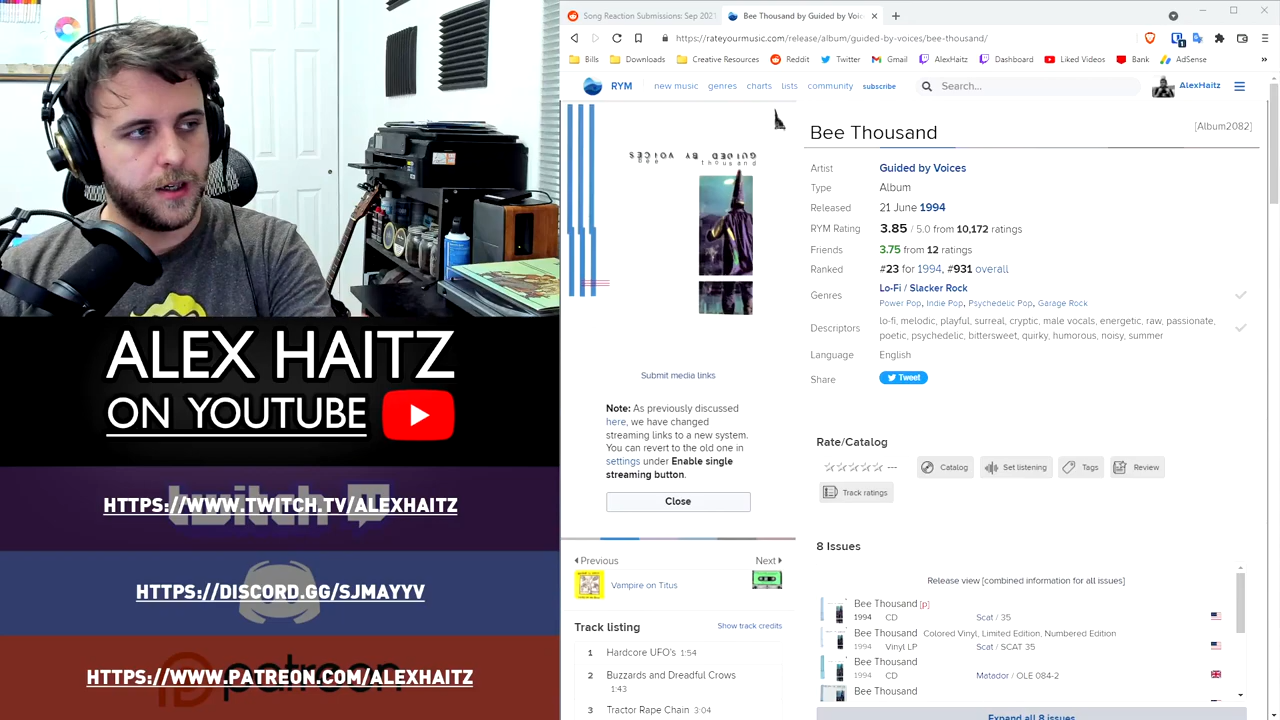 Song Reaction Submissions: Sep 2021
Bee Thousand by Guided by Voic
https://rateyourmusic.com/release/album/guided-by-voices/bee-thousand/
Bills
Downloads
Creative Resources
Reddit
Twitter
Gmail
AlexHaitz
Dashboard
Liked Videos
Bank
AdSense
RYM
new music
genres
charts
lists
community
subscribe
Search...
AlexHaitz
GUIDED BY VOICES
thousand
bee
Bee Thousand
[Album2082]
Artist
Guided by Voices
Type
Album
Released
21 June 1994
RYM Rating
3.85 / 5.0 from 10,172 ratings
Friends
3.75 from 12 ratings
Ranked
#23 for 1994, #931 overall
Genres
Lo-Fi / Slacker Rock
Power Pop, Indie Pop, Psychedelic Pop, Garage Rock
Descriptors
lo-fi, melodic, playful, surreal, cryptic, male vocals, energetic, raw, passionate,
poetic, psychedelic, bittersweet, quirky, humorous, noisy, summer
Language
English
Share
Tweet
Submit media links
Note: As previously discussed
here, we have changed
streaming links to a new system.
You can revert to the old one in
settings under Enable single
streaming button.
Close
Previous
Next
Vampire on Titus
Track listing
Show track credits
1 Hardcore UFO's 1:54
2 Buzzards and Dreadful Crows
1:43
3 Tractor Rape Chain 3:04
Rate/Catalog
---
Catalog
Set listening
Tags
Review
Track ratings
8 Issues
Release view [combined information for all issues]
Bee Thousand [p]
1994 CD Scat / 35
Bee Thousand Colored Vinyl, Limited Edition, Numbered Edition
1994 Vinyl LP Scat / SCAT 35
Bee Thousand
1994 CD Matador / OLE 084-2
Bee Thousand
Expand all 8 issues
ALEX HAITZ
ON YOUTUBE
twitch
HTTPS://WWW.TWITCH.TV/ALEXHAITZ
HTTPS://DISCORD.GG/SJMAYYV
patreon
HTTPS://WWW.PATREON.COM/ALEXHAITZ